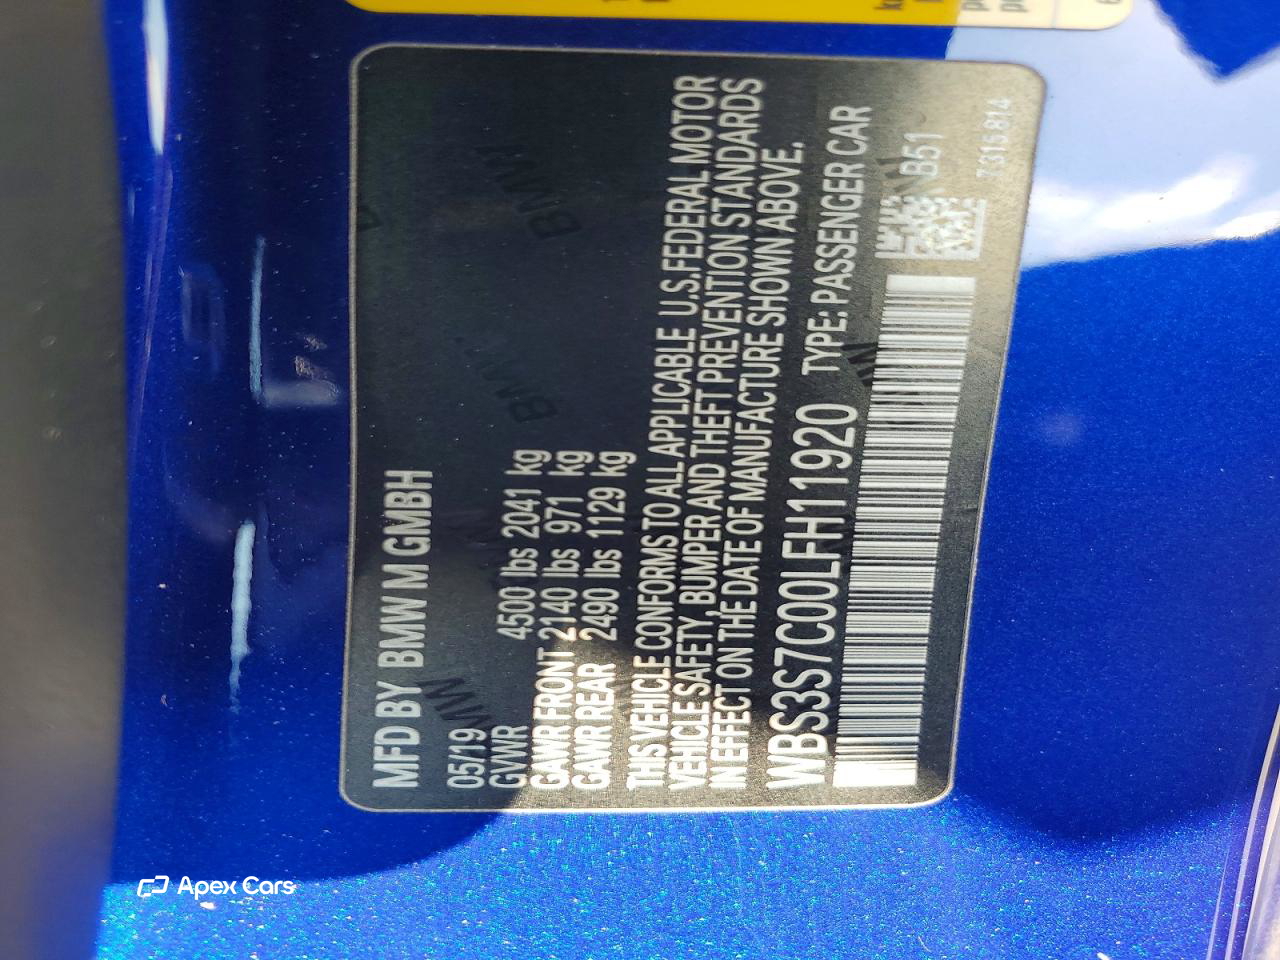 MFD BY BMW M GMBH
05/19
GVWR 4500 lbs 2041 kg
GAWR FRONT 2140 lbs 971 kg
GAWR REAR 2490 lbs 1129 kg
THIS VEHICLE CONFORMS TO ALL APPLICABLE U.S.FEDERAL MOTOR
VEHICLE SAFETY, BUMPER AND THEFT PREVENTION STANDARDS
IN EFFECT ON THE DATE OF MANUFACTURE SHOWN ABOVE.
WBS3S7C00LFH11920 TYPE: PASSENGER CAR
B51
7315814
Apex Cars